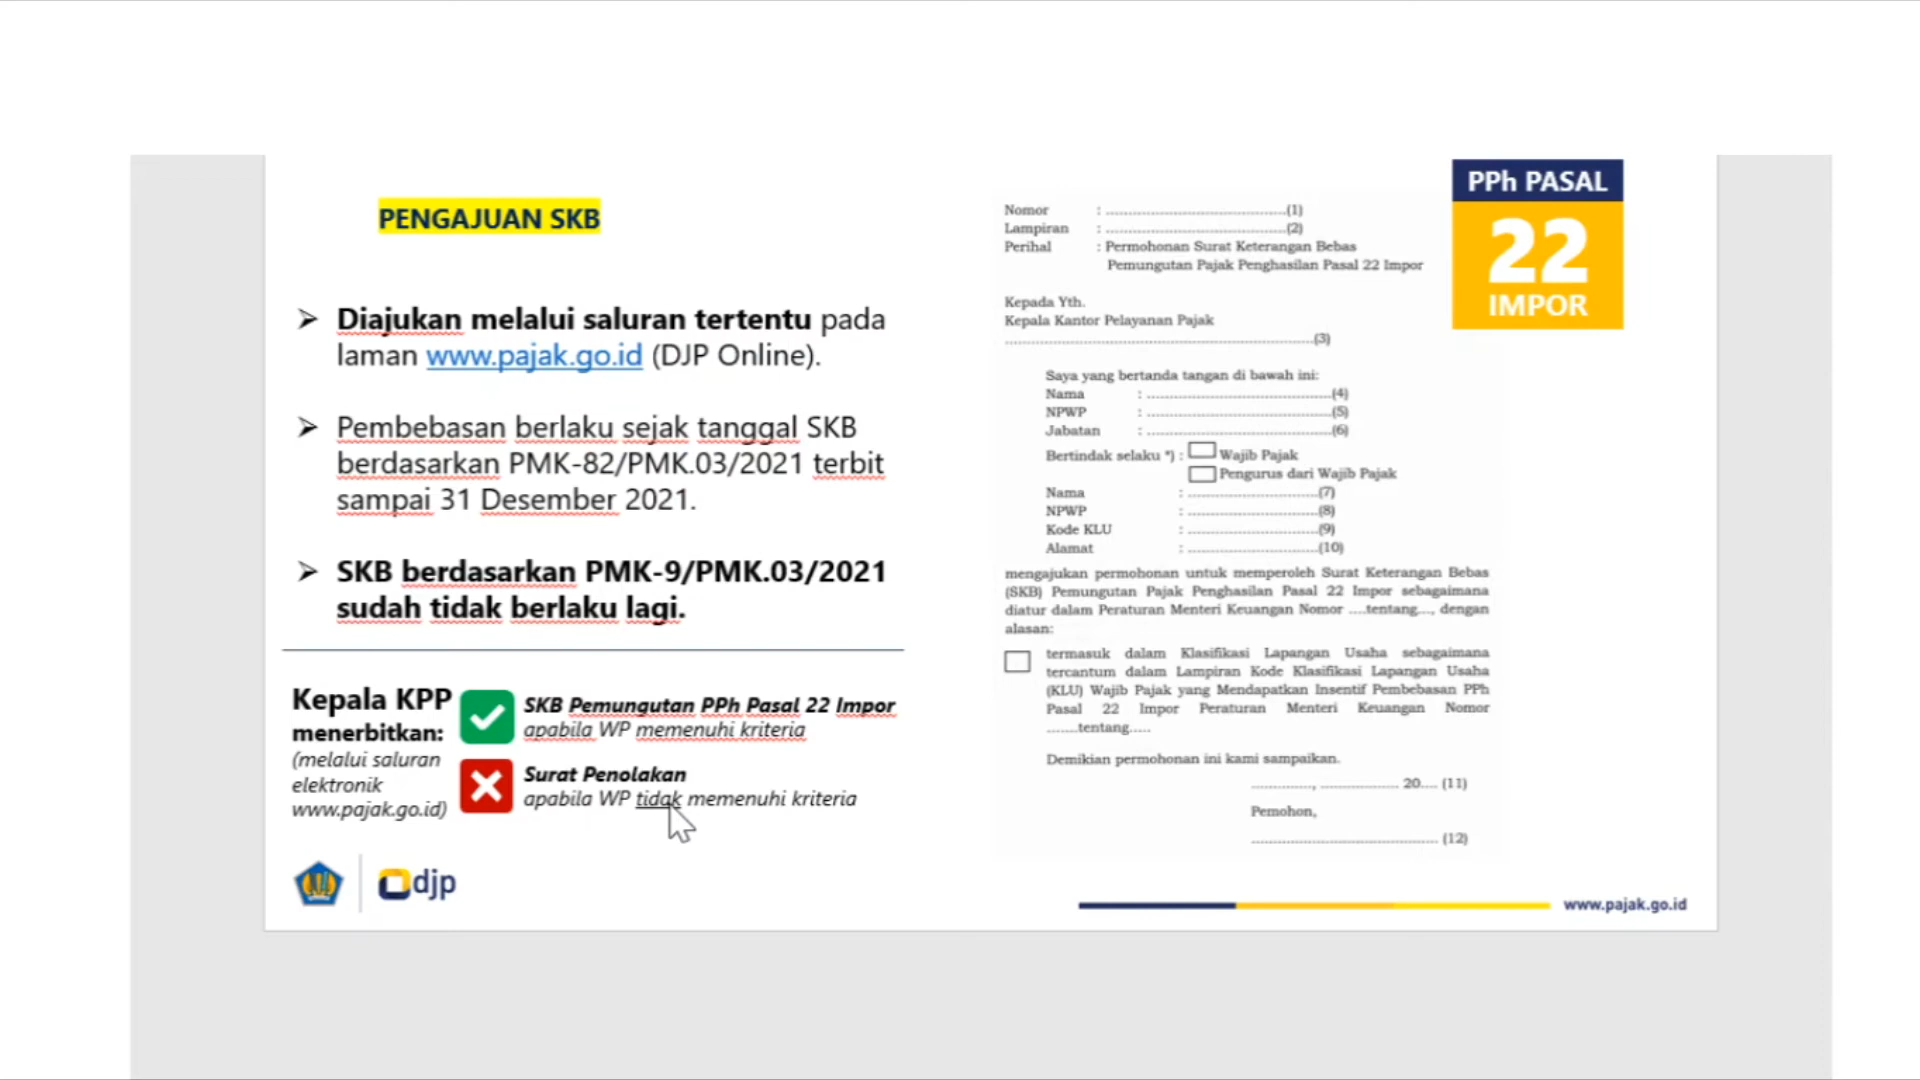 PENGAJUAN SKB
➢ Diajukan melalui saluran tertentu pada
laman www.pajak.go.id (DJP Online).
➢ Pembebasan berlaku sejak tanggal SKB
berdasarkan PMK-82/PMK.03/2021 terbit
sampai 31 Desember 2021.
➢ SKB berdasarkan PMK-9/PMK.03/2021
sudah tidak berlaku lagi.
Kepala KPP
menerbitkan:
(melalui saluran
elektronik
www.pajak.go.id)
SKB Pemungutan PPh Pasal 22 Impor
apabila WP memenuhi kriteria
Surat Penolakan
apabila WP tidak memenuhi kriteria
djp
PPh PASAL
22
IMPOR
Nomor : ................................................(1)
Lampiran : ................................................(2)
Perihal : Permohonan Surat Keterangan Bebas
Pemungutan Pajak Penghasilan Pasal 22 Impor
Kepada Yth.
Kepala Kantor Pelayanan Pajak
................................................(3)
Saya yang bertanda tangan di bawah ini:
Nama : ................................................(4)
NPWP : ................................................(5)
Jabatan : ................................................(6)
Bertindak selaku *) : Wajib Pajak
Pengurus dari Wajib Pajak
Nama : ....................................(7)
NPWP : ....................................(8)
Kode KLU : ....................................(9)
Alamat : ....................................(10)
mengajukan permohonan untuk memperoleh Surat Keterangan Bebas
(SKB) Pemungutan Pajak Penghasilan Pasal 22 Impor sebagaimana
diatur dalam Peraturan Menteri Keuangan Nomor ....tentang..., dengan
alasan:
termasuk dalam Klasifikasi Lapangan Usaha sebagaimana
tercantum dalam Lampiran Kode Klasifikasi Lapangan Usaha
(KLU) Wajib Pajak yang Mendapatkan Insentif Pembebasan PPh
Pasal 22 Impor Peraturan Menteri Keuangan Nomor
.......tentang.....
Demikian permohonan ini kami sampaikan.
................, .................... 20.... (11)
Pemohon,
................................................ (12)
www.pajak.go.id